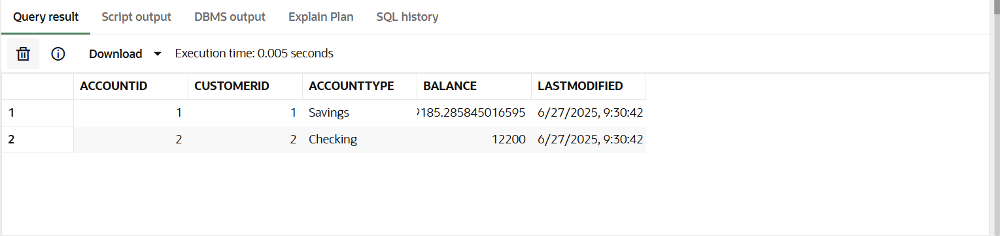 Query result Script output DBMS output Explain Plan SQL history
Download Execution time: 0.005 seconds
ACCOUNTID CUSTOMERID ACCOUNTTYPE BALANCE LASTMODIFIED
1 1 1 Savings 185.285845016595 6/27/2025, 9:30:42
2 2 2 Checking 12200 6/27/2025, 9:30:42